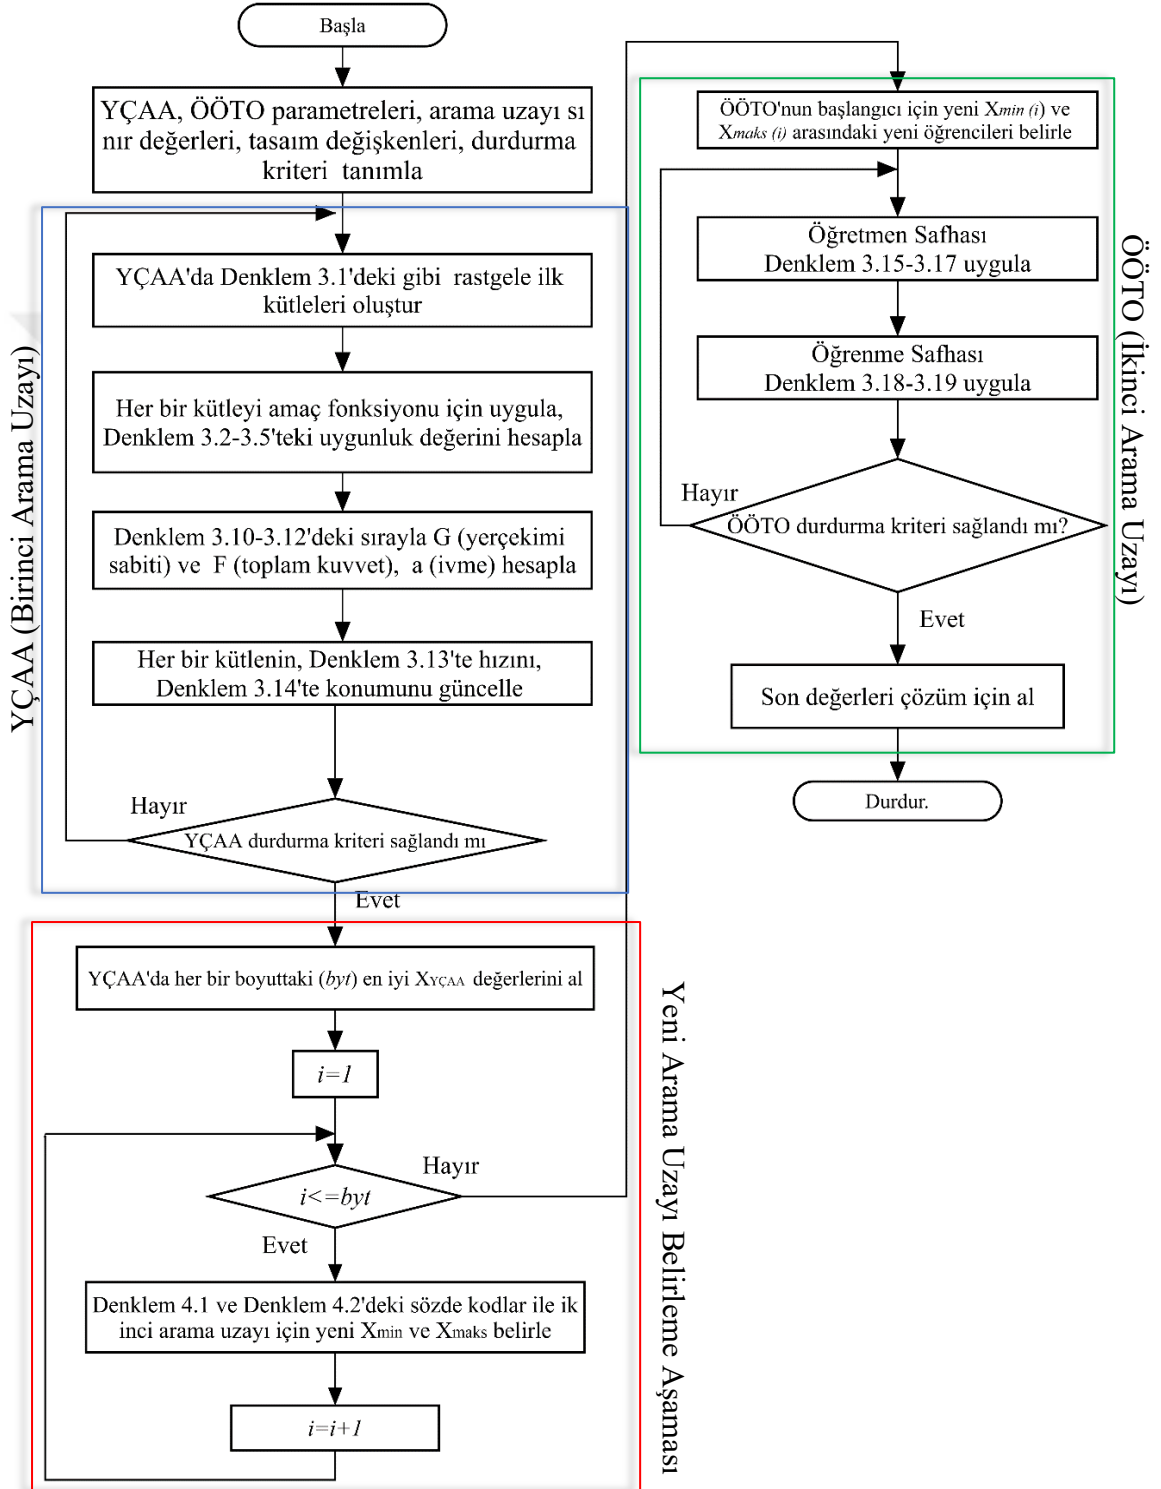 Başla
YÇAA, ÖÖTO parametreleri, arama uzayı sı
nır değerleri, tasaım değişkenleri, durdurma
kriteri tanımla
YÇAA (Birinci Arama Uzayı)
YÇAA'da Denklem 3.1'deki gibi rastgele ilk
kütleleri oluştur
Her bir kütleyi amaç fonksiyonu için uygula,
Denklem 3.2-3.5'teki uygunluk değerini hesapla
Denklem 3.10-3.12'deki sırayla G (yerçekimi
sabiti) ve F (toplam kuvvet), a (ivme) hesapla
Her bir kütlenin, Denklem 3.13'te hızını,
Denklem 3.14'te konumunu güncelle
Hayır
YÇAA durdurma kriteri sağlandı mı
Evet
YÇAA'da her bir boyuttaki (byt) en iyi XYÇAA değerlerini al
i=1
Hayır
i<=byt
Evet
Denklem 4.1 ve Denklem 4.2'deki sözde kodlar ile ik
inci arama uzayı için yeni Xmin ve Xmaks belirle
i=i+1
Yeni Arama Uzayı Belirleme Aşaması
ÖÖTO'nun başlangıcı için yeni Xmin (i) ve
Xmaks (i) arasındaki yeni öğrencileri belirle
Öğretmen Safhası
Denklem 3.15-3.17 uygula
Öğrenme Safhası
Denklem 3.18-3.19 uygula
Hayır
ÖÖTO durdurma kriteri sağlandı mı?
Evet
Son değerleri çözüm için al
Durdur.
ÖÖTO (İkinci Arama Uzayı)